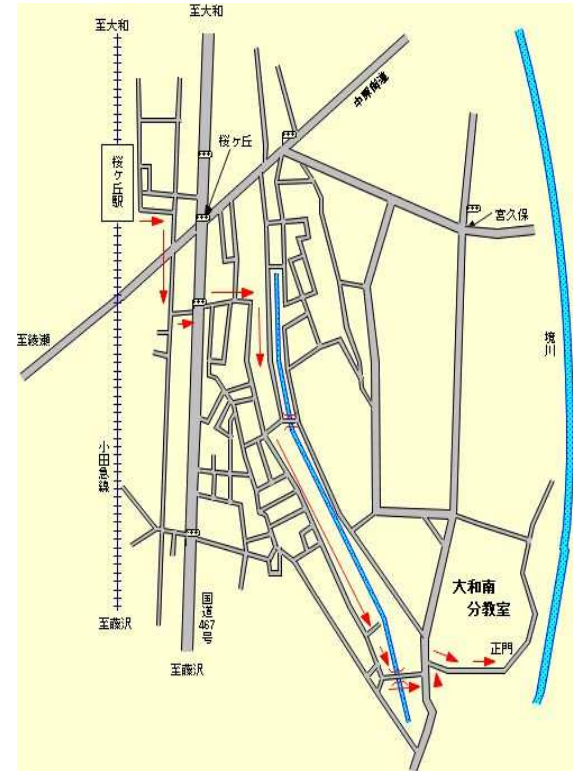 至大和
至大和
中原街道
桜ヶ丘
桜ヶ丘駅
宮久保
至綾瀬
境川
小田急線
大和南
分教室
国道
467
号
正門
至藤沢
至藤沢